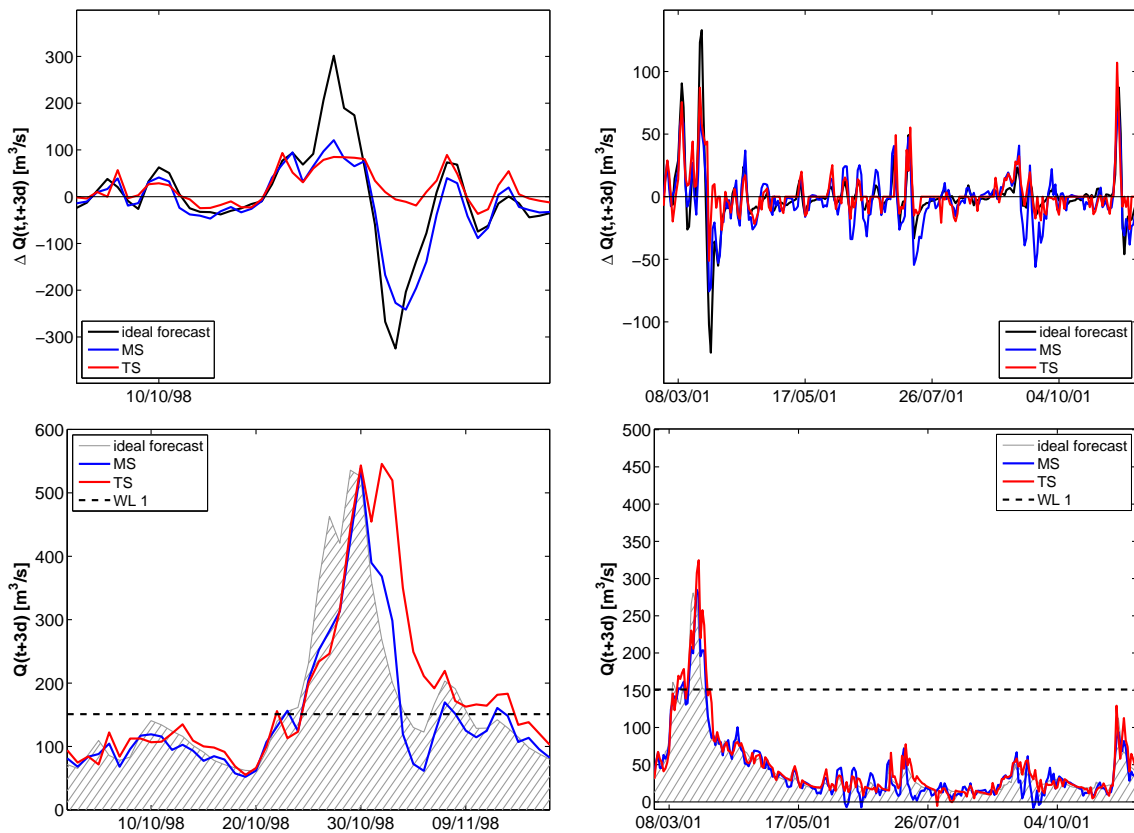 300
200
100
0
−100
−200
−300
Δ Q(t,t+3d) [m³/s]
ideal forecast
MS
TS
10/10/98
100
50
0
−50
−100
Δ Q(t,t+3d) [m³/s]
ideal forecast
MS
TS
08/03/01 17/05/01 26/07/01 04/10/01
600
500
400
300
200
100
0
Q(t+3d) [m³/s]
ideal forecast
MS
TS
WL 1
10/10/98 20/10/98 30/10/98 09/11/98
500
450
400
350
300
250
200
150
100
50
0
Q(t+3d) [m³/s]
ideal forecast
MS
TS
WL 1
08/03/01 17/05/01 26/07/01 04/10/01